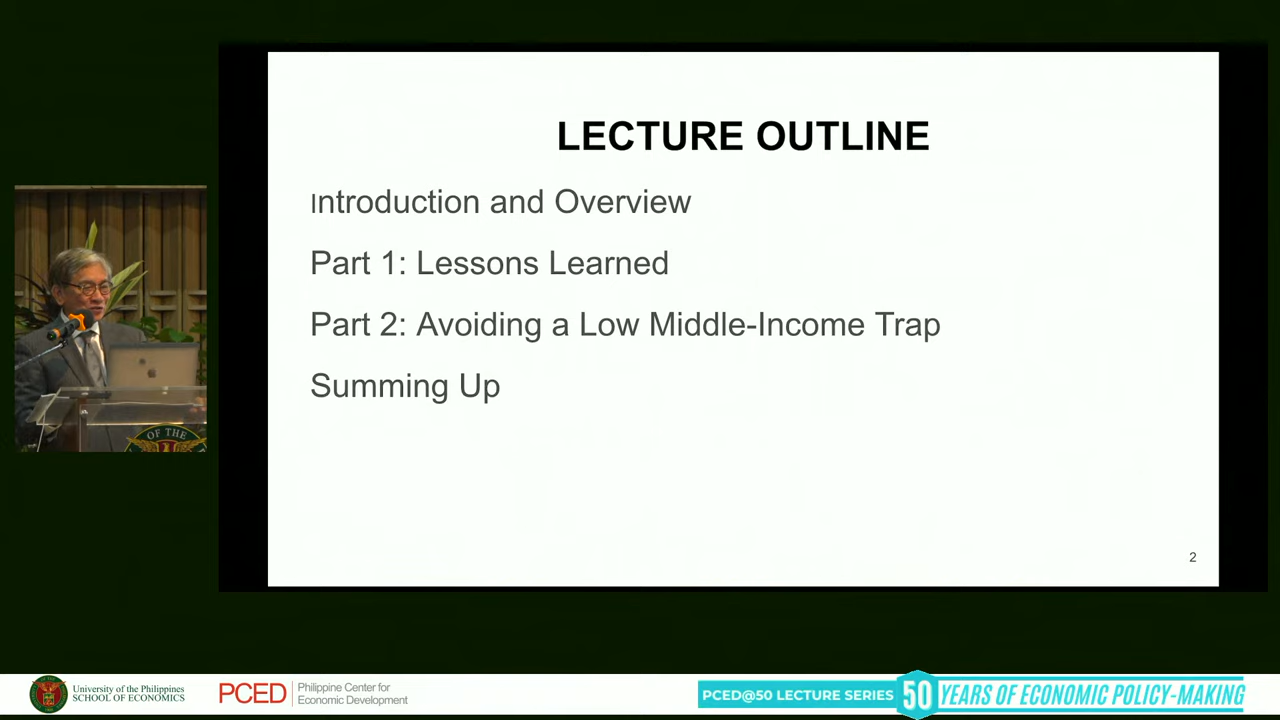 LECTURE OUTLINE
Introduction and Overview
Part 1: Lessons Learned
Part 2: Avoiding a Low Middle-Income Trap
Summing Up
2
OF THE
University of the Philippines
SCHOOL OF ECONOMICS
PCED
Philippine Center for
Economic Development
PCED@50 LECTURE SERIES
50 YEARS OF ECONOMIC POLICY-MAKING